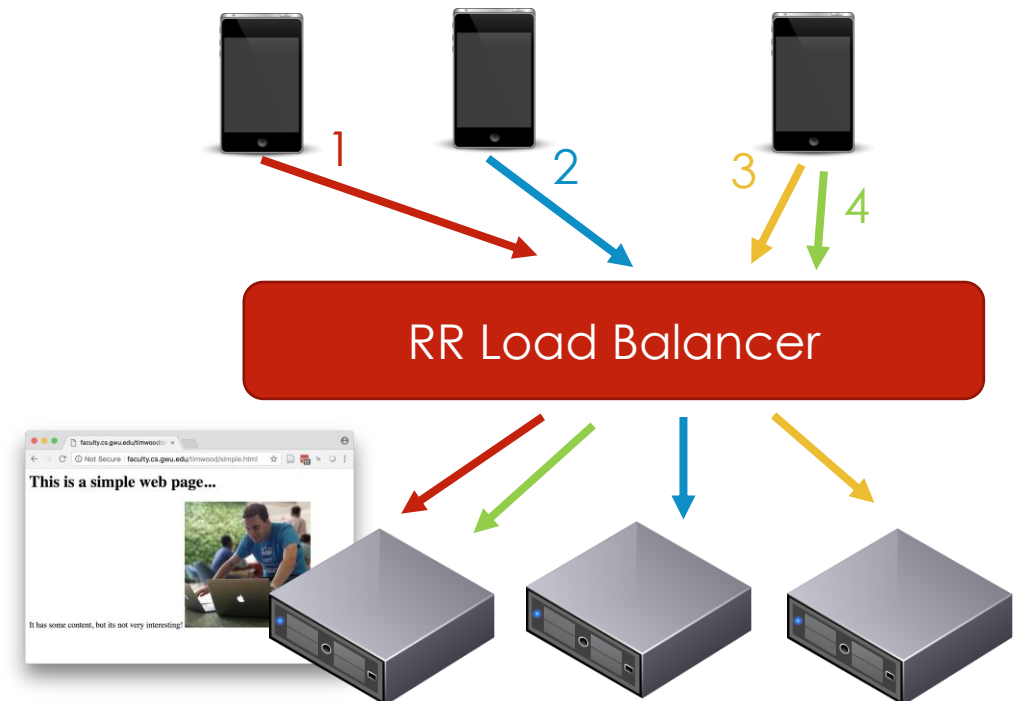 1
2
3
4
RR Load Balancer
faculty.cs.gwu.edu/timwood/si
Not Secure faculty.cs.gwu.edu/timwood/simple.html
This is a simple web page...
It has some content, but its not very interesting!